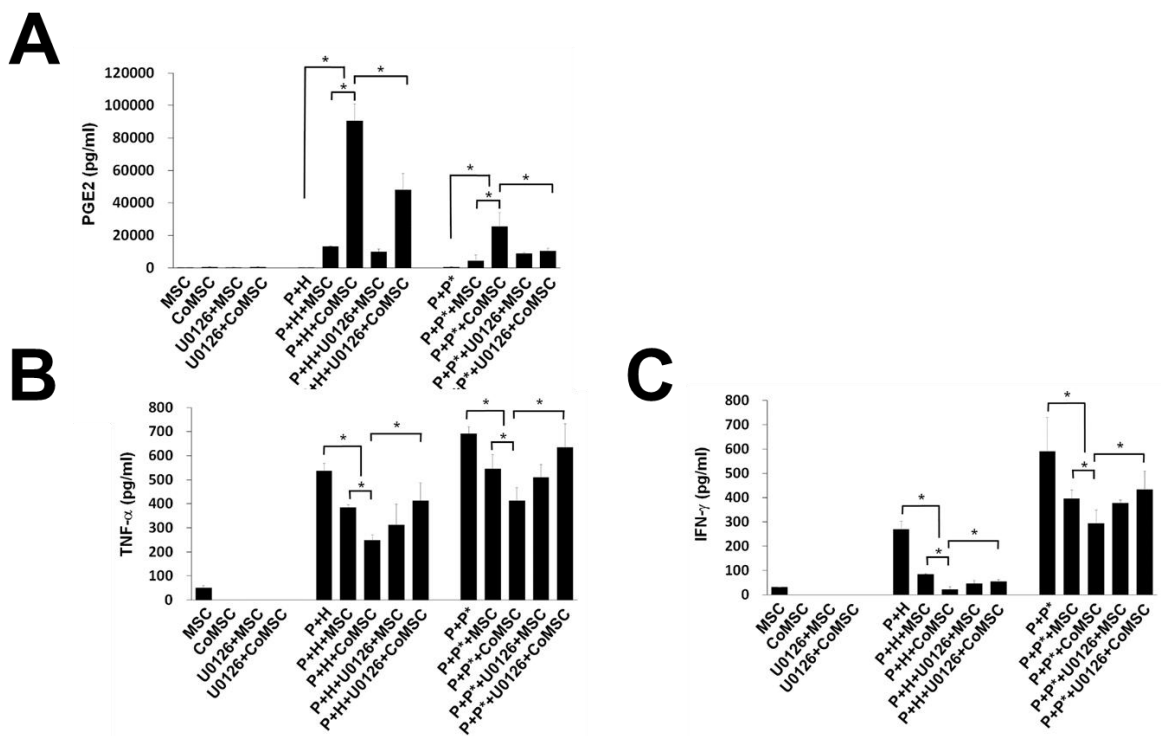 A
PGE2 (pg/ml)
120000
100000
80000
60000
40000
20000
0
* * * * * *
MSC
CoMSC
U0126+MSC
U0126+CoMSC
P+H
P+H+MSC
P+H+CoMSC
P+H+U0126+MSC
+H+U0126+CoMSC
P+P*
P+P*+MSC
P+P*+CoMSC
P+P*+U0126+MSC
P*+U0126+CoMSC
B
TNF-α (pg/ml)
800
700
600
500
400
300
200
100
0
* * * * * *
MSC
CoMSC
U0126+MSC
U0126+CoMSC
P+H
P+H+MSC
P+H+CoMSC
P+H+U0126+MSC
P+H+U0126+CoMSC
P+P*
P+P*+MSC
P+P*+CoMSC
P+P*+U0126+MSC
P+P*+U0126+CoMSC
C
IFN-γ (pg/ml)
800
700
600
500
400
300
200
100
0
* * * * * *
MSC
CoMSC
U0126+MSC
U0126+CoMSC
P+H
P+H+MSC
P+H+CoMSC
P+H+U0126+MSC
P+H+U0126+CoMSC
P+P*
P+P*+MSC
P+P*+CoMSC
P+P*+U0126+MSC
P+P*+U0126+CoMSC